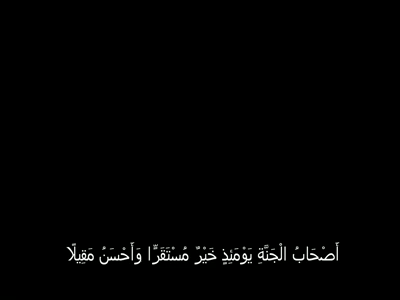 أَصْحَابُ الْجَنَّةِ يَوْمَئِذٍ خَيْرٌ مُسْتَقَرًّا وَأَحْسَنُ مَقِيلًا